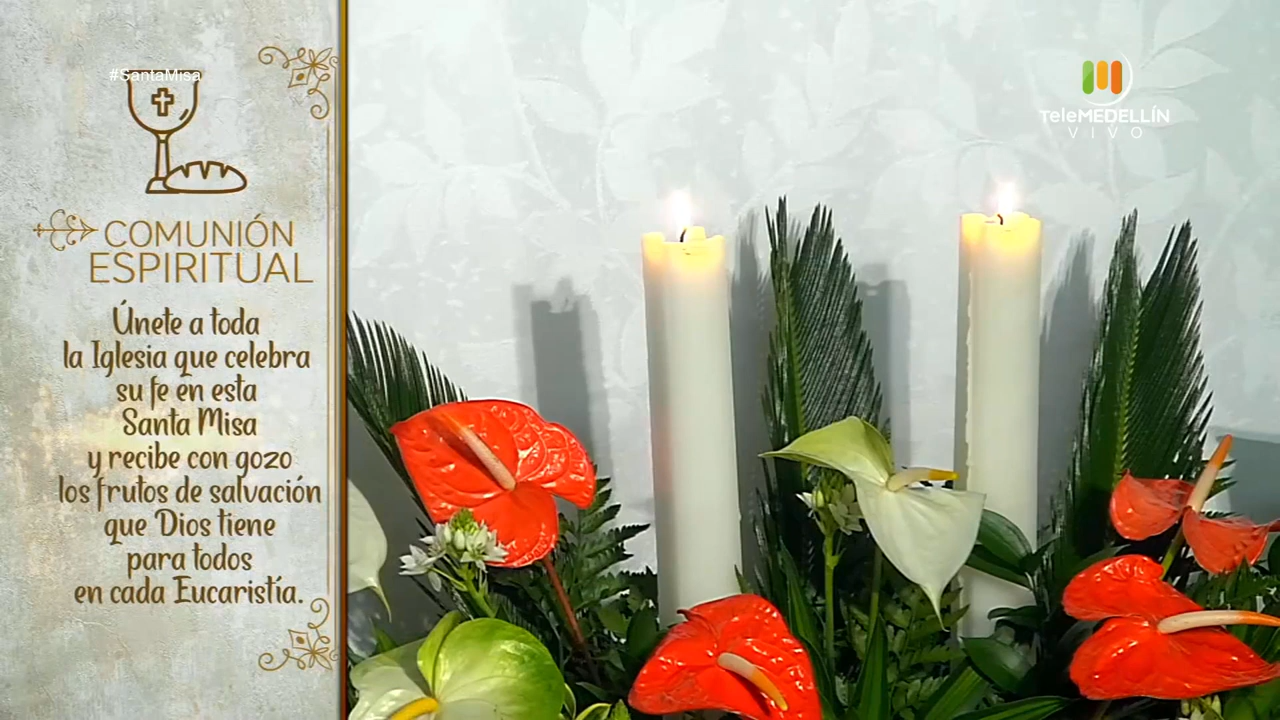 #SantaMisa
COMUNIÓN
ESPIRITUAL
Únete a toda
la Iglesia que celebra
su fe en esta
Santa Misa
y recibe con gozo
los frutos de salvación
que Dios tiene
para todos
en cada Eucaristía.
TeleMEDELLÍN
VIVO